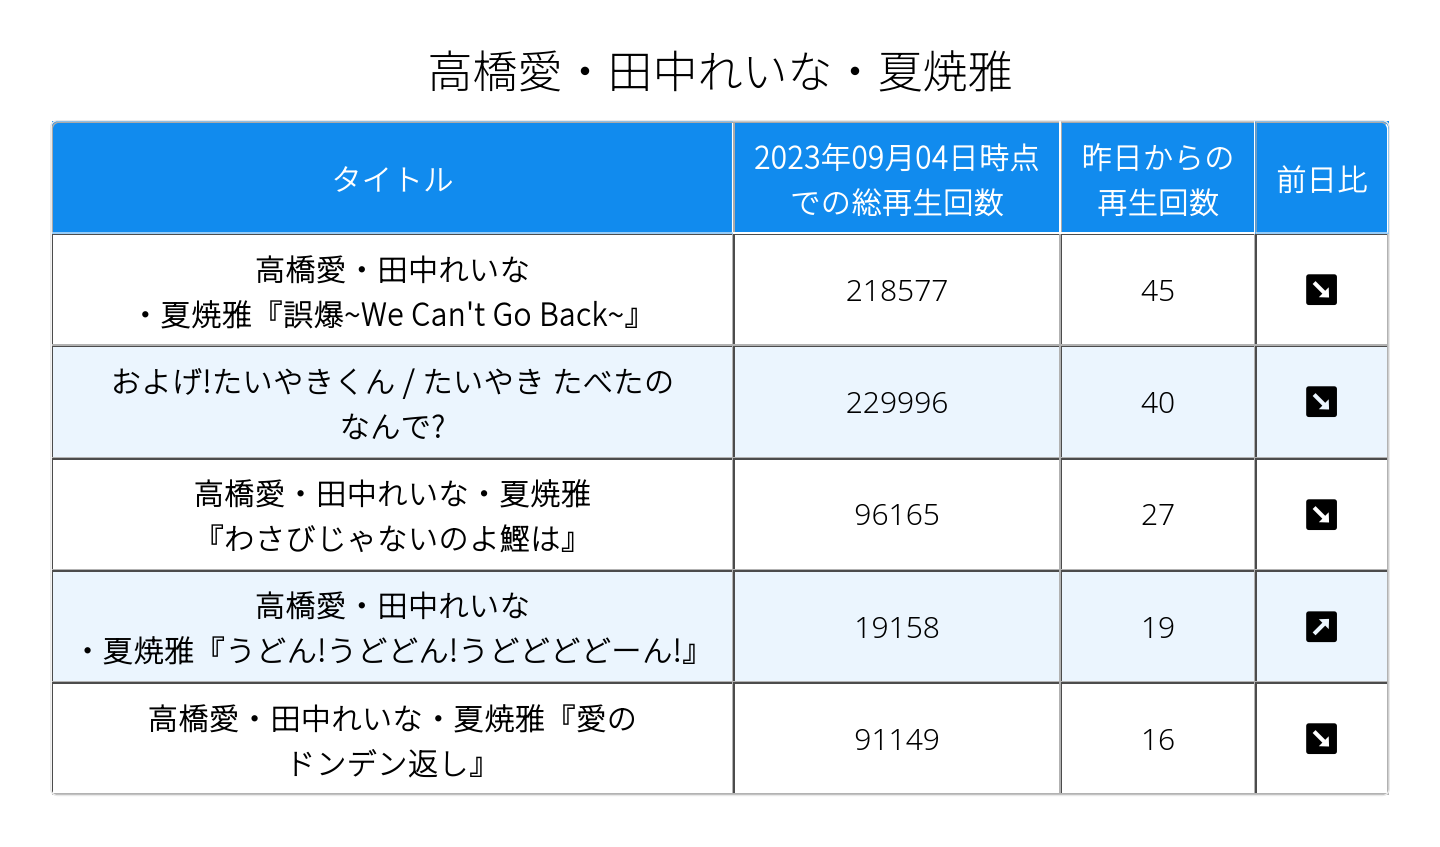 高橋愛・田中れいな・夏焼雅
タイトル
2023年09月04日時点
での総再生回数
昨日からの
再生回数
前日比
高橋愛・田中れいな
・夏焼雅『誤爆~We Can't Go Back~』
218577
45
およげ!たいやきくん / たいやき たべたの
なんで?
229996
40
高橋愛・田中れいな・夏焼雅
『わさびじゃないのよ鰹は』
96165
27
高橋愛・田中れいな
・夏焼雅『うどん!うどどん!うどどどどーん!』
19158
19
高橋愛・田中れいな・夏焼雅『愛の
ドンデン返し』
91149
16